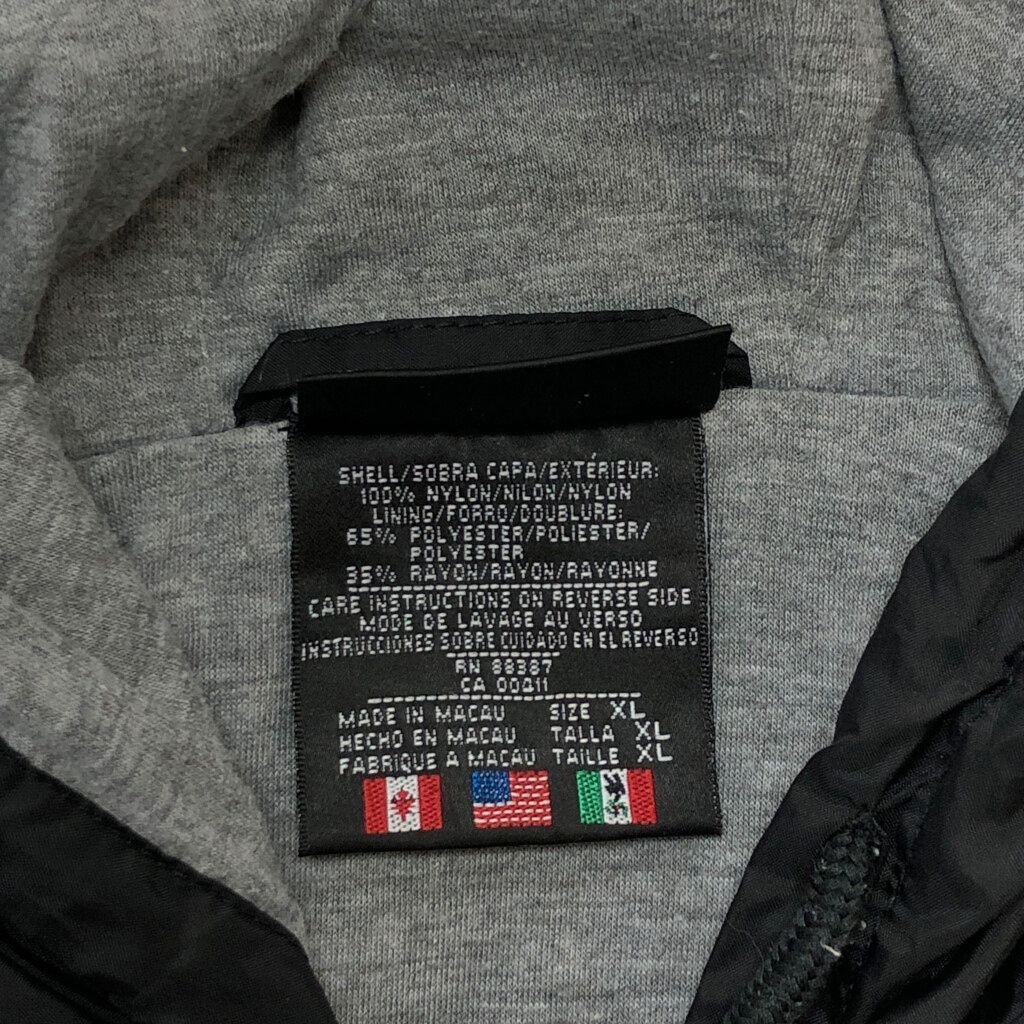 SHELL/SOBRA CAPA/EXTÉRIEUR:
100% NYLON/NILON/NYLON
LINING/FORRO/DOUBLURE:
65% POLYESTER/POLIESTER/
POLYESTER
35% RAYON/RAYON/RAYONNE
CARE INSTRUCTIONS ON REVERSE SIDE
MODE DE LAVAGE AU VERSO
INSTRUCCIONES SOBRE CUIDADO EN EL REVERSO
RN 88387
CA
MADE IN MACAU SIZE XL
HECHO EN MACAU TALLA XL
FABRIQUE A MACAU TAILLE XL